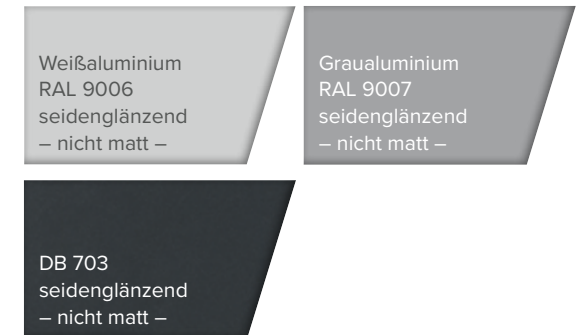 Weißaluminium
RAL 9006
seidenglänzend
– nicht matt –
Graualuminium
RAL 9007
seidenglänzend
– nicht matt –
DB 703
seidenglänzend
– nicht matt –